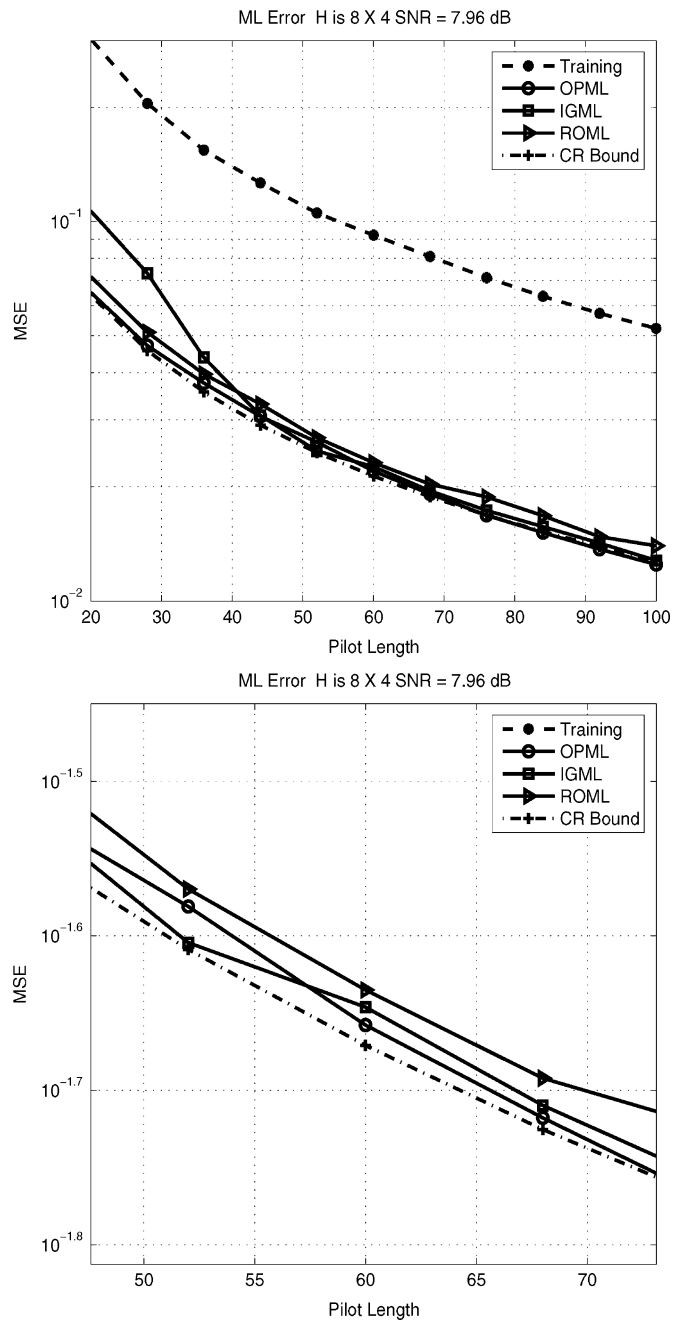 ML Error H is 8 X 4 SNR = 7.96 dB
Training
OPML
IGML
ROML
CR Bound
10^-1
10^-2
MSE
20 30 40 50 60 70 80 90 100
Pilot Length
ML Error H is 8 X 4 SNR = 7.96 dB
Training
OPML
IGML
ROML
CR Bound
10^-1.5
10^-1.6
10^-1.7
10^-1.8
MSE
50 55 60 65 70
Pilot Length